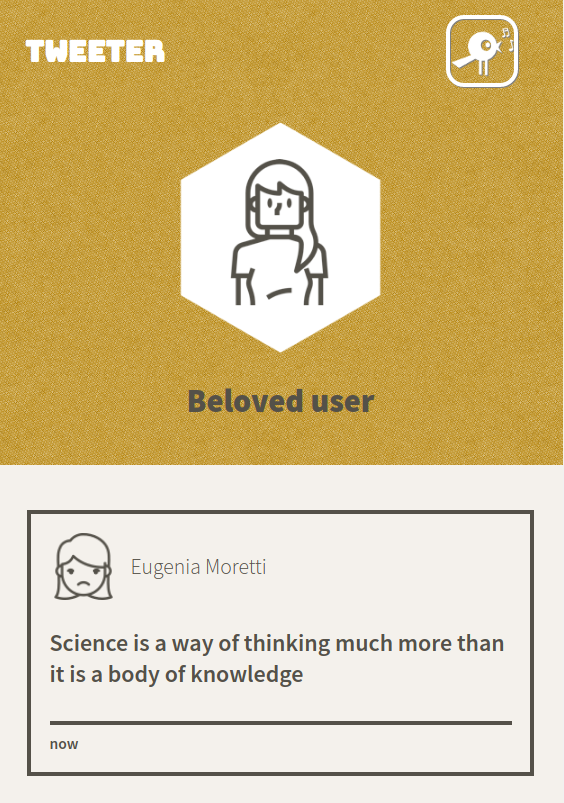 TWEETER
Beloved user
Eugenia Moretti
Science is a way of thinking much more than
it is a body of knowledge
now